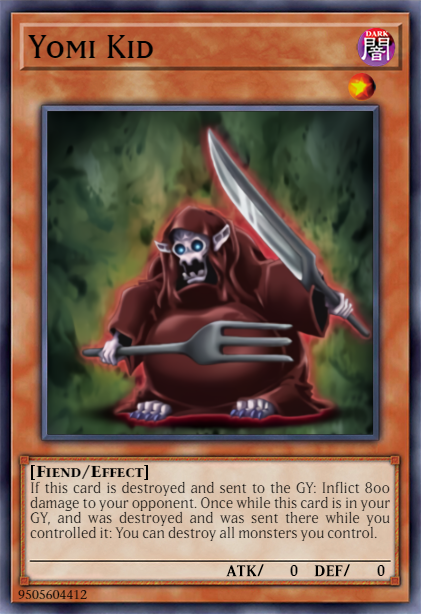 Yomi Kid
DARK
闇
[Fiend/Effect]
If this card is destroyed and sent to the GY: Inflict 800
damage to your opponent. Once while this card is in your
GY, and was destroyed and was sent there while you
controlled it: You can destroy all monsters you control.
ATK/ 0 DEF/ 0
9505604412